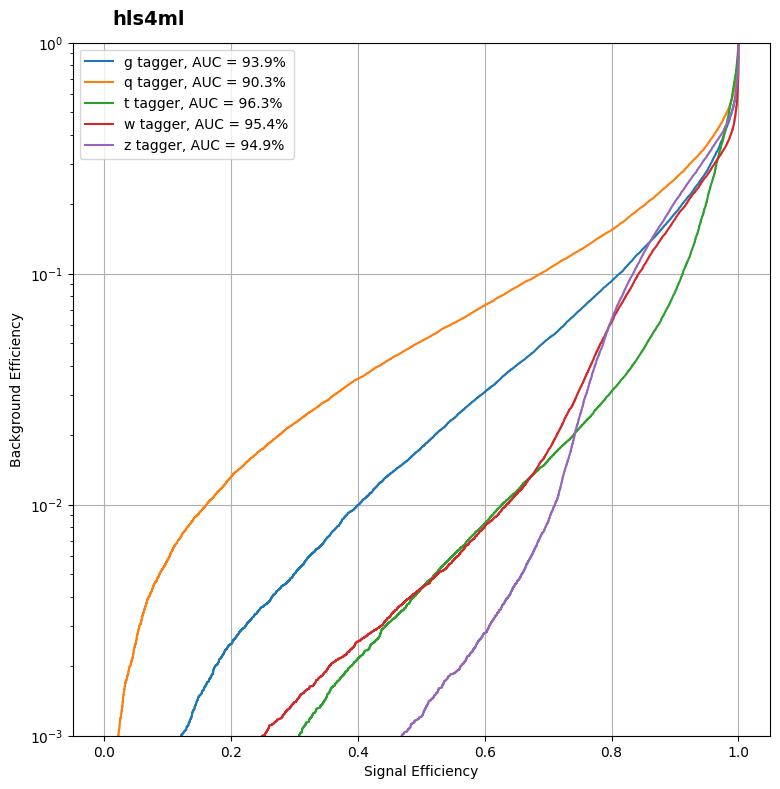 hls4ml
g tagger, AUC = 93.9%
q tagger, AUC = 90.3%
t tagger, AUC = 96.3%
w tagger, AUC = 95.4%
z tagger, AUC = 94.9%
Background Efficiency
10⁰
10⁻¹
10⁻²
10⁻³
0.0 0.2 0.4 0.6 0.8 1.0
Signal Efficiency